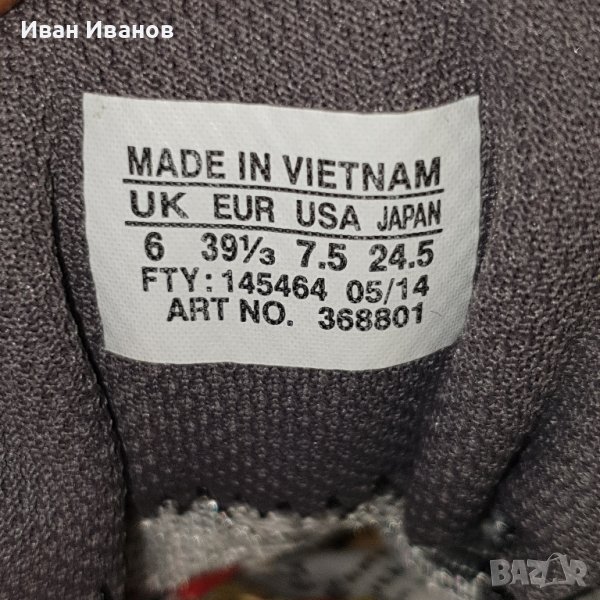 Иван Иванов
MADE IN VIETNAM
UK EUR USA JAPAN
6 39⅓ 7.5 24.5
FTY: 145464 05/14
ART NO. 368801
BAZAR